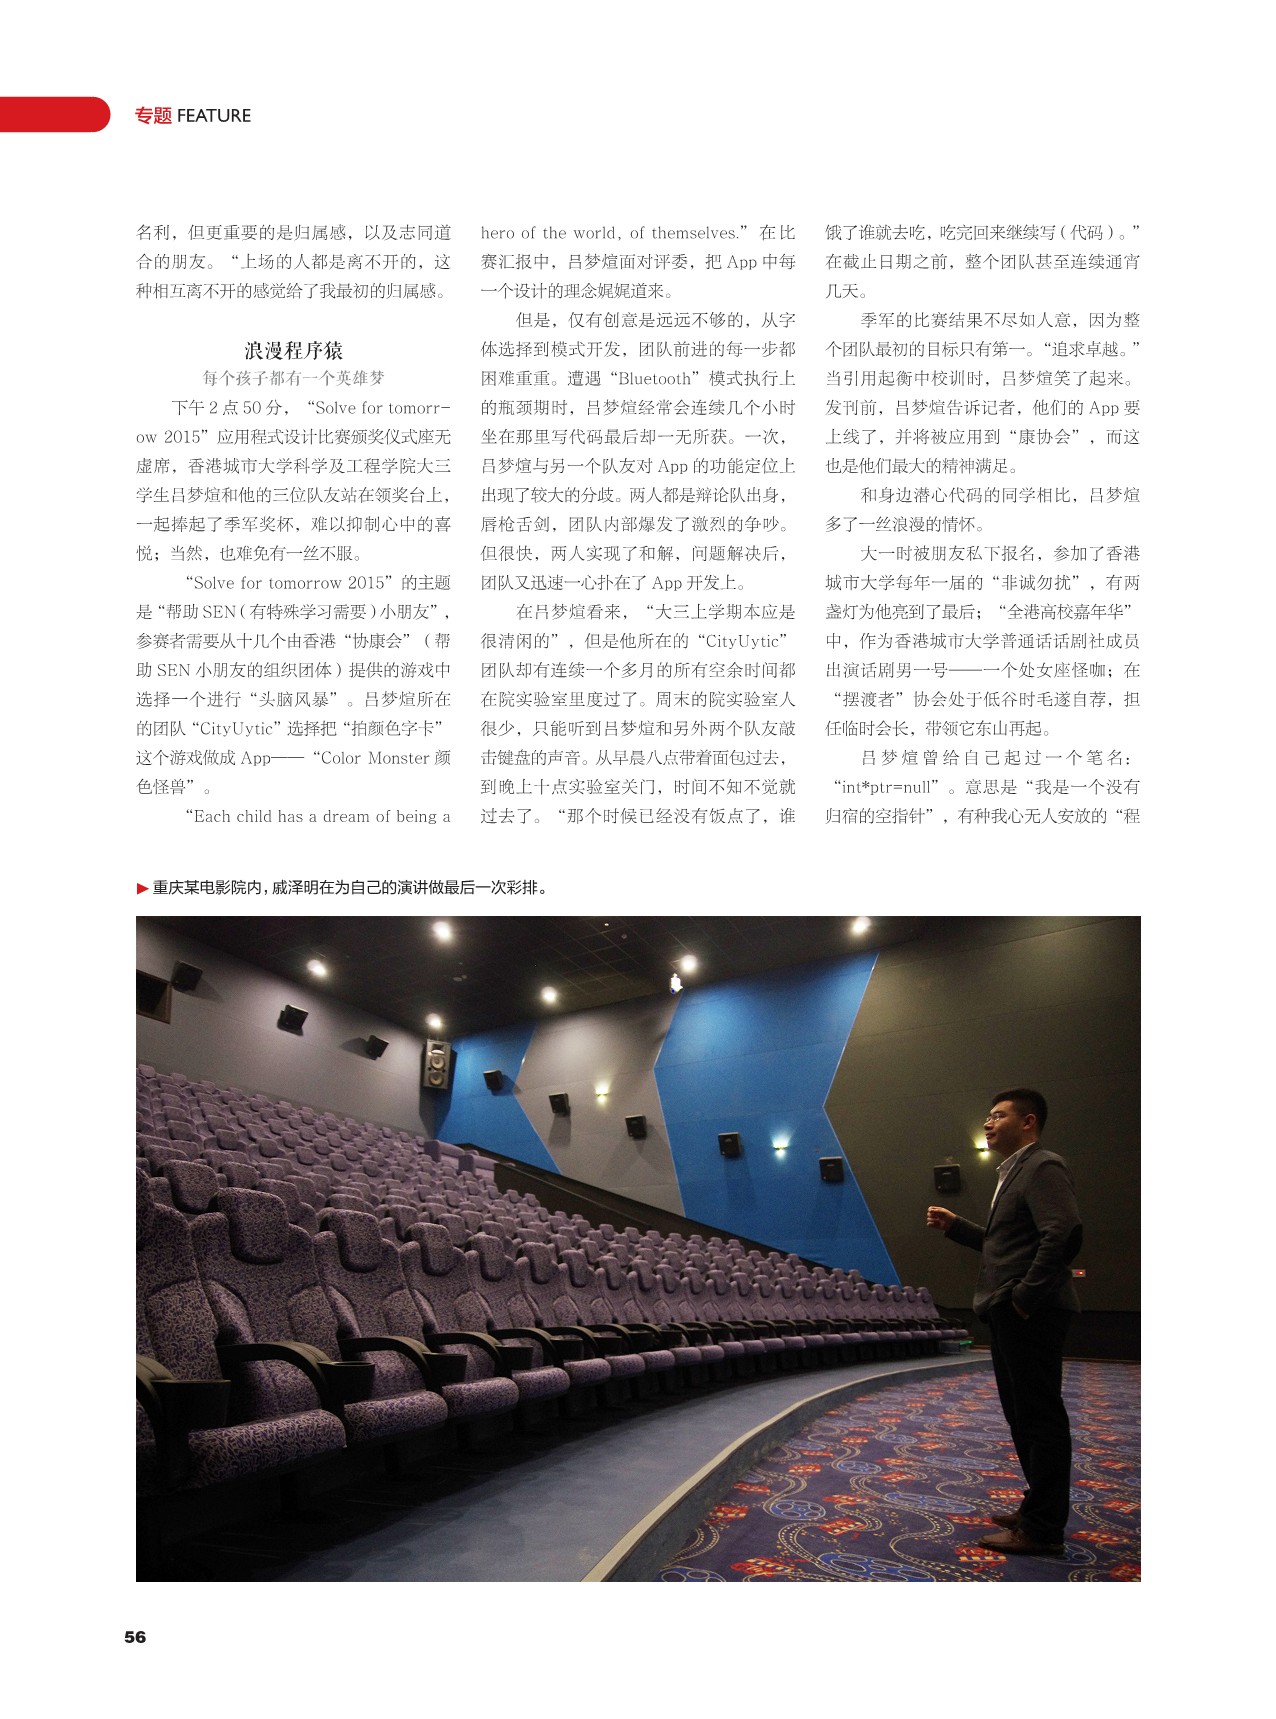 专题 FEATURE
名利，但更重要的是归属感，以及志同道
合的朋友。“上场的人都是离不开的，这
种相互离不开的感觉给了我最初的归属感。
浪漫程序猿
每个孩子都有一个英雄梦
下午 2 点 50 分，“Solve for tomorr-
ow 2015”应用程式设计比赛颁奖仪式座无
虚席，香港城市大学科学及工程学院大三
学生吕梦煊和他的三位队友站在领奖台上，
一起捧起了季军奖杯，难以抑制心中的喜
悦；当然，也难免有一丝不服。
“Solve for tomorrow 2015”的主题
是“帮助 SEN（有特殊学习需要）小朋友”，
参赛者需要从十几个由香港“协康会”（帮
助 SEN 小朋友的组织团体）提供的游戏中
选择一个进行“头脑风暴”。吕梦煊所在
的团队“CityUytic”选择把“拍颜色字卡”
这个游戏做成 App——“Color Monster 颜
色怪兽”。
“Each child has a dream of being a
hero of the world, of themselves.”在比
赛汇报中，吕梦煊面对评委，把 App 中每
一个设计的理念娓娓道来。
但是，仅有创意是远远不够的，从字
体选择到模式开发，团队前进的每一步都
困难重重。遭遇“Bluetooth”模式执行上
的瓶颈期时，吕梦煊经常会连续几个小时
坐在那里写代码最后却一无所获。一次，
吕梦煊与另一个队友对 App 的功能定位上
出现了较大的分歧。两人都是辩论队出身，
唇枪舌剑，团队内部爆发了激烈的争吵。
但很快，两人实现了和解，问题解决后，
团队又迅速一心扑在了 App 开发上。
在吕梦煊看来，“大三上学期本应是
很清闲的”，但是他所在的“CityUytic”
团队却有连续一个多月的所有空余时间都
在院实验室里度过了。周末的院实验室人
很少，只能听到吕梦煊和另外两个队友敲
击键盘的声音。从早晨八点带着面包过去，
到晚上十点实验室关门，时间不知不觉就
过去了。“那个时候已经没有饭点了，谁
饿了谁就去吃，吃完回来继续写（代码）。”
在截止日期之前，整个团队甚至连续通宵
几天。
季军的比赛结果不尽如人意，因为整
个团队最初的目标只有第一。“追求卓越。”
当引用起衡中校训时，吕梦煊笑了起来。
发刊前，吕梦煊告诉记者，他们的 App 要
上线了，并将被应用到“康协会”，而这
也是他们最大的精神满足。
和身边潜心代码的同学相比，吕梦煊
多了一丝浪漫的情怀。
大一时被朋友私下报名，参加了香港
城市大学每年一届的“非诚勿扰”，有两
盏灯为他亮到了最后；“全港高校嘉年华”
中，作为香港城市大学普通话话剧社成员
出演话剧男一号——一个处女座怪咖；在
“摆渡者”协会处于低谷时毛遂自荐，担
任临时会长，带领它东山再起。
吕梦煊曾给自己起过一个笔名：
“int*ptr=null”。意思是“我是一个没有
归宿的空指针”，有种我心无人安放的“程
▶ 重庆某电影院内，戚泽明在为自己的演讲做最后一次彩排。
56